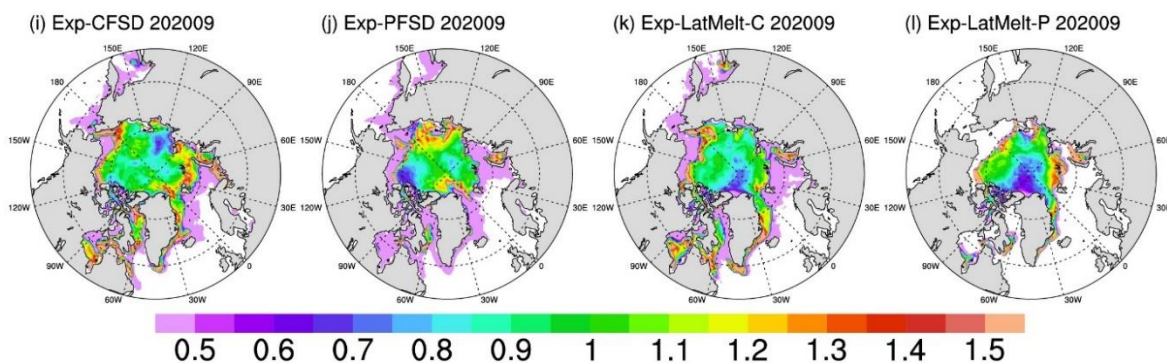 (i) Exp-CFSD 202009 (j) Exp-PFSD 202009 (k) Exp-LatMelt-C 202009 (l) Exp-LatMelt-P 202009
150E 120E 150E 120E 150E 120E 150E 120E
180 90E 180 90E 180 90E 180 90E
150W 60E 150W 60E 150W 60E 150W 60E
120W 30E 120W 30E 120W 30E 120W 30E
90W 0 90W 0 90W 0 90W 0
60W 30W 60W 30W 60W 30W 60W 30W
0.5 0.6 0.7 0.8 0.9 1 1.1 1.2 1.3 1.4 1.5